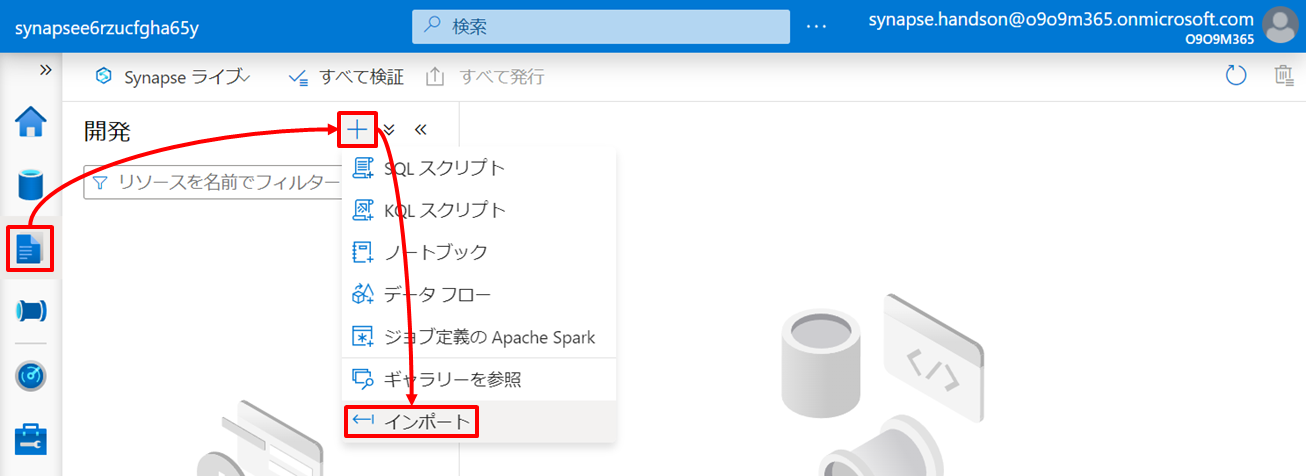 synapsee6rzucfgha65y
検索
synapse.handson@o9o9m365.onmicrosoft.com
O9O9M365
Synapse ライブ
すべて検証
すべて発行
開発
リソースを名前でフィルター
SQL スクリプト
KQL スクリプト
ノートブック
データ フロー
ジョブ定義の Apache Spark
ギャラリーを参照
インポート